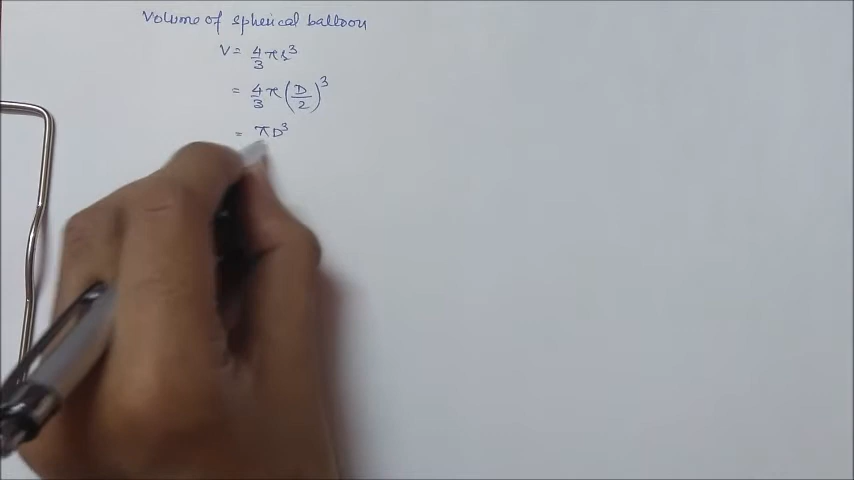 Volume of spherical balloon
V = 4/3 πr³
= 4/3 π (D/2)³
= πD³